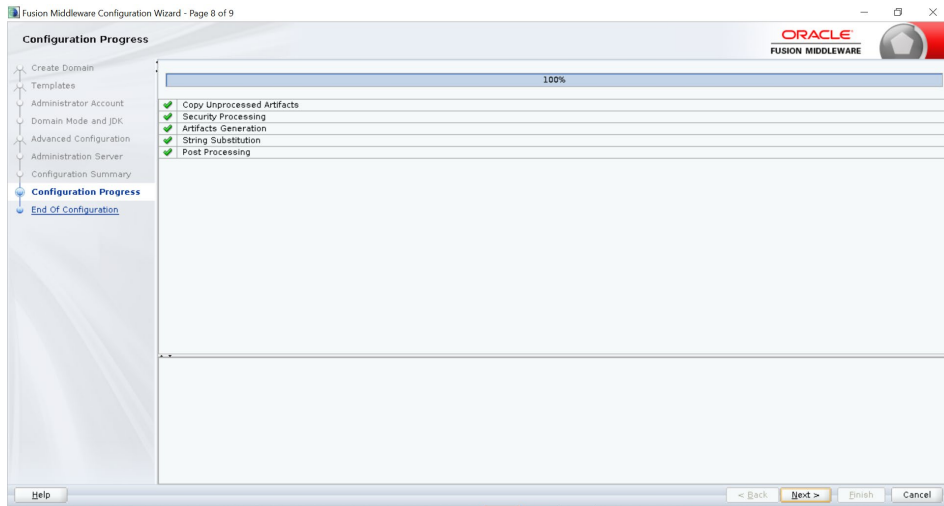 Fusion Middleware Configuration Wizard - Page 8 of 9
Configuration Progress
ORACLE
FUSION MIDDLEWARE
Create Domain
Templates
Administrator Account
Domain Mode and JDK
Advanced Configuration
Administration Server
Configuration Summary
Configuration Progress
End Of Configuration
100%
Copy Unprocessed Artifacts
Security Processing
Artifacts Generation
String Substitution
Post Processing
Help
< Back
Next >
Finish
Cancel